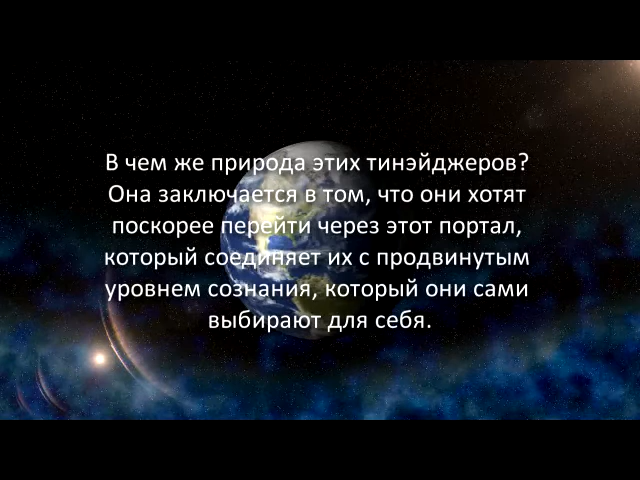 В чем же природа этих тинэйджеров?
Она заключается в том, что они хотят
поскорее перейти через этот портал,
который соединяет их с продвинутым
уровнем сознания, который они сами
выбирают для себя.